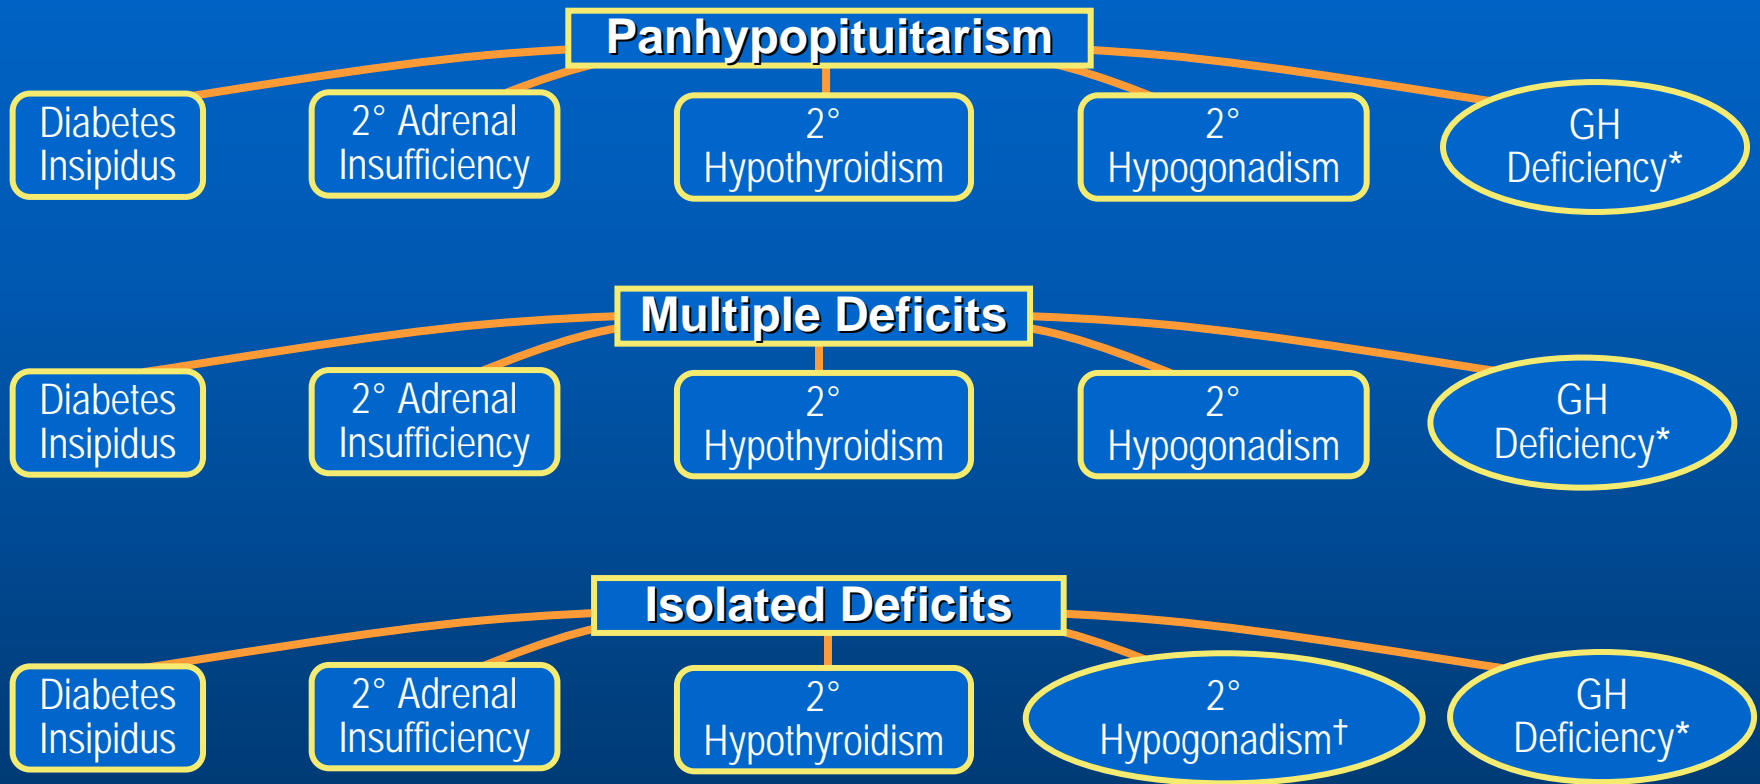 Panhypopituitarism
Diabetes
Insipidus
2° Adrenal
Insufficiency
2°
Hypothyroidism
2°
Hypogonadism
GH
Deficiency*
Multiple Deficits
Diabetes
Insipidus
2° Adrenal
Insufficiency
2°
Hypothyroidism
2°
Hypogonadism
GH
Deficiency*
Isolated Deficits
Diabetes
Insipidus
2° Adrenal
Insufficiency
2°
Hypothyroidism
2°
Hypogonadism†
GH
Deficiency*